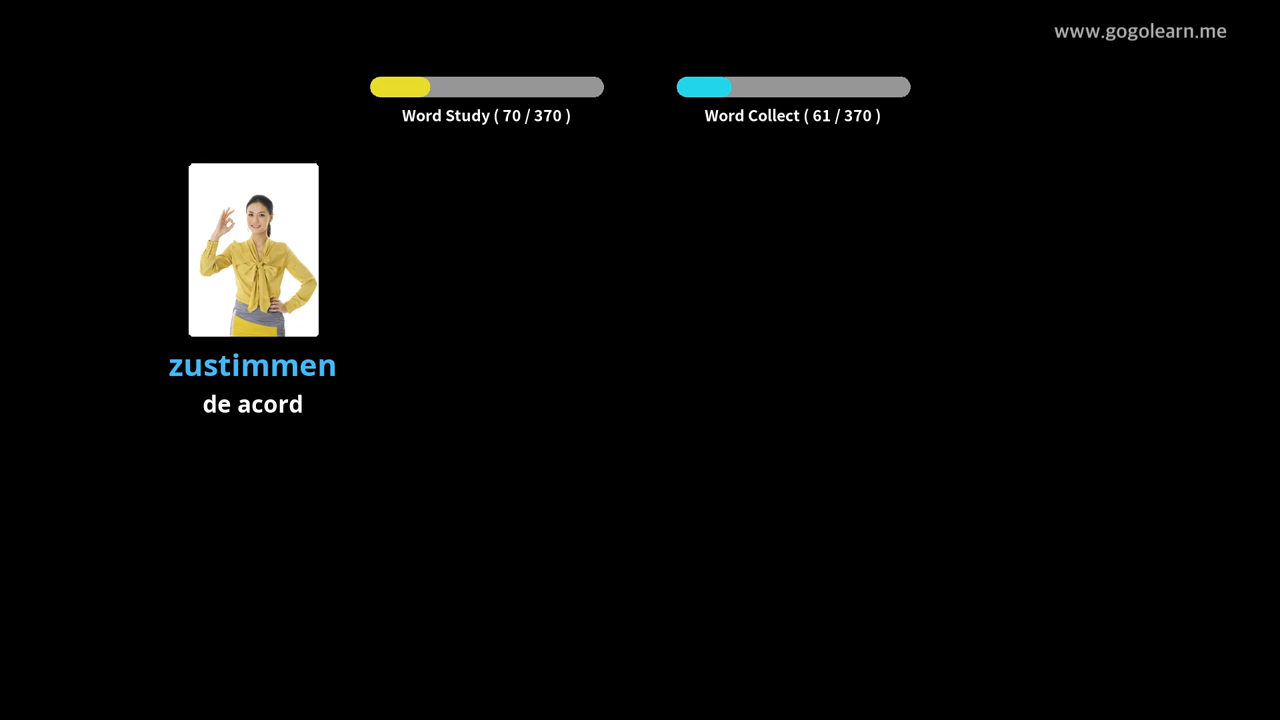 www.gogolearn.me
Word Study ( 70 / 370 )
Word Collect ( 61 / 370 )
zustimmen
de acord